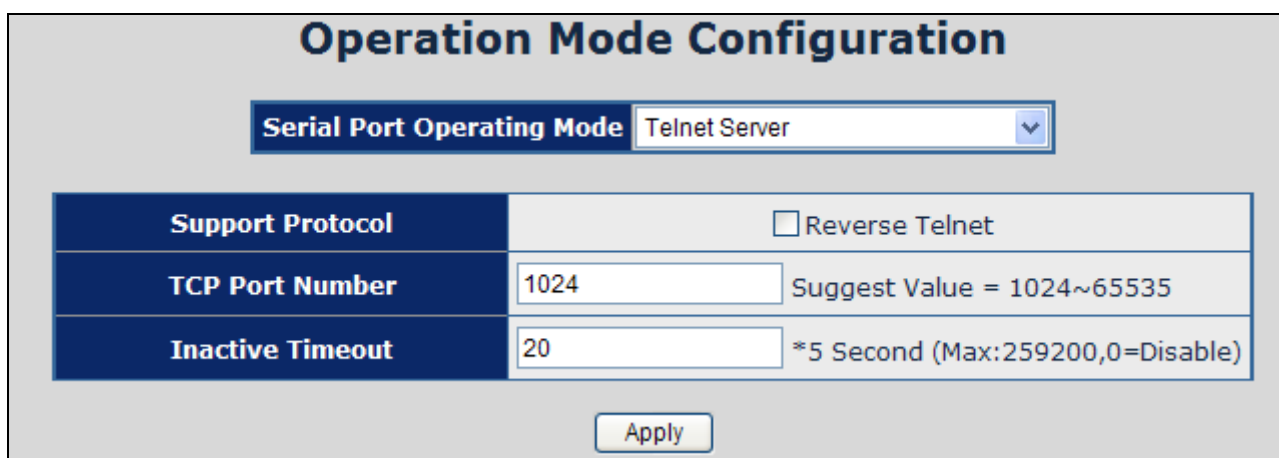 Operation Mode Configuration
Serial Port Operating Mode Telnet Server
Support Protocol Reverse Telnet
TCP Port Number 1024 Suggest Value = 1024~65535
Inactive Timeout 20 *5 Second (Max:259200,0=Disable)
Apply